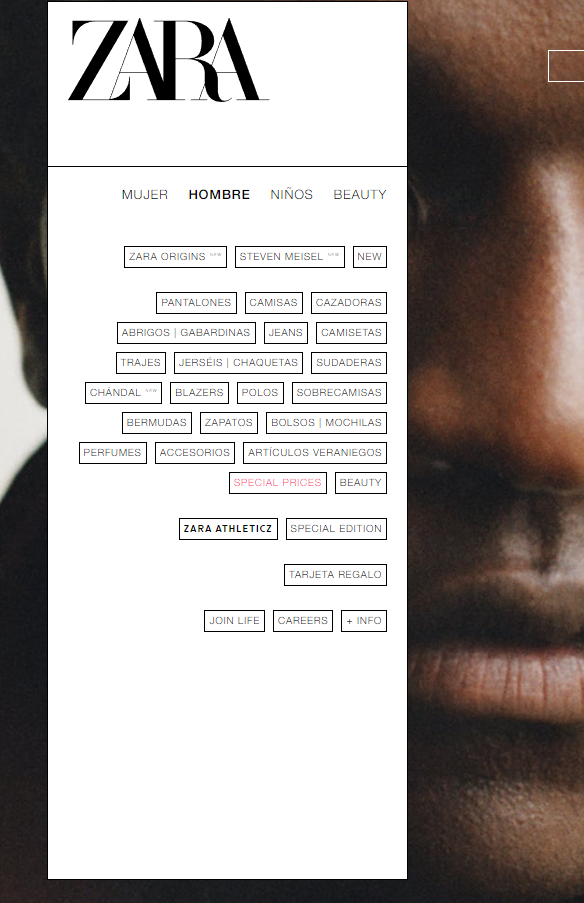 ZARA
MUJER HOMBRE NIÑOS BEAUTY
ZARA ORIGINS NEW STEVEN MEISEL NEW NEW
PANTALONES CAMISAS CAZADORAS
ABRIGOS | GABARDINAS JEANS CAMISETAS
TRAJES JERSÉIS | CHAQUETAS SUDADERAS
CHÁNDAL NEW BLAZERS POLOS SOBRECAMISAS
BERMUDAS ZAPATOS BOLSOS | MOCHILAS
PERFUMES ACCESORIOS ARTÍCULOS VERANIEGOS
SPECIAL PRICES BEAUTY
ZARA ATHLETICZ SPECIAL EDITION
TARJETA REGALO
JOIN LIFE CAREERS + INFO